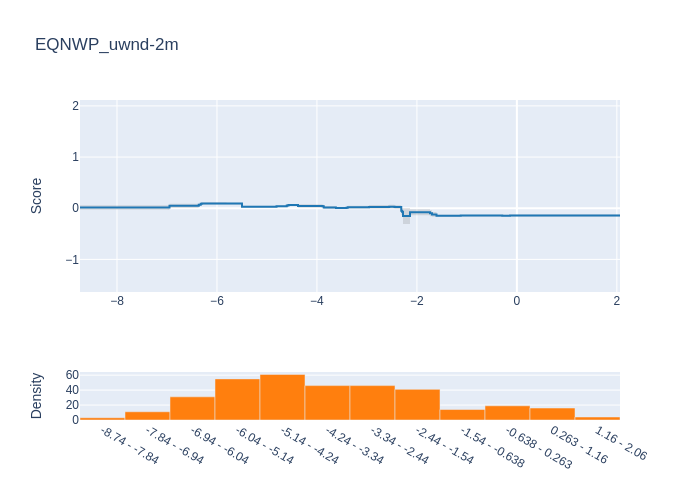 EQNWP_uwnd-2m
Score
2
1
0
−1
−8
−6
−4
−2
0
2
Density
60
40
20
0
-8.74 - -7.84
-7.84 - -6.94
-6.94 - -6.04
-6.04 - -5.14
-5.14 - -4.24
-4.24 - -3.34
-3.34 - -2.44
-2.44 - -1.54
-1.54 - -0.638
-0.638 - 0.263
0.263 - 1.16
1.16 - 2.06